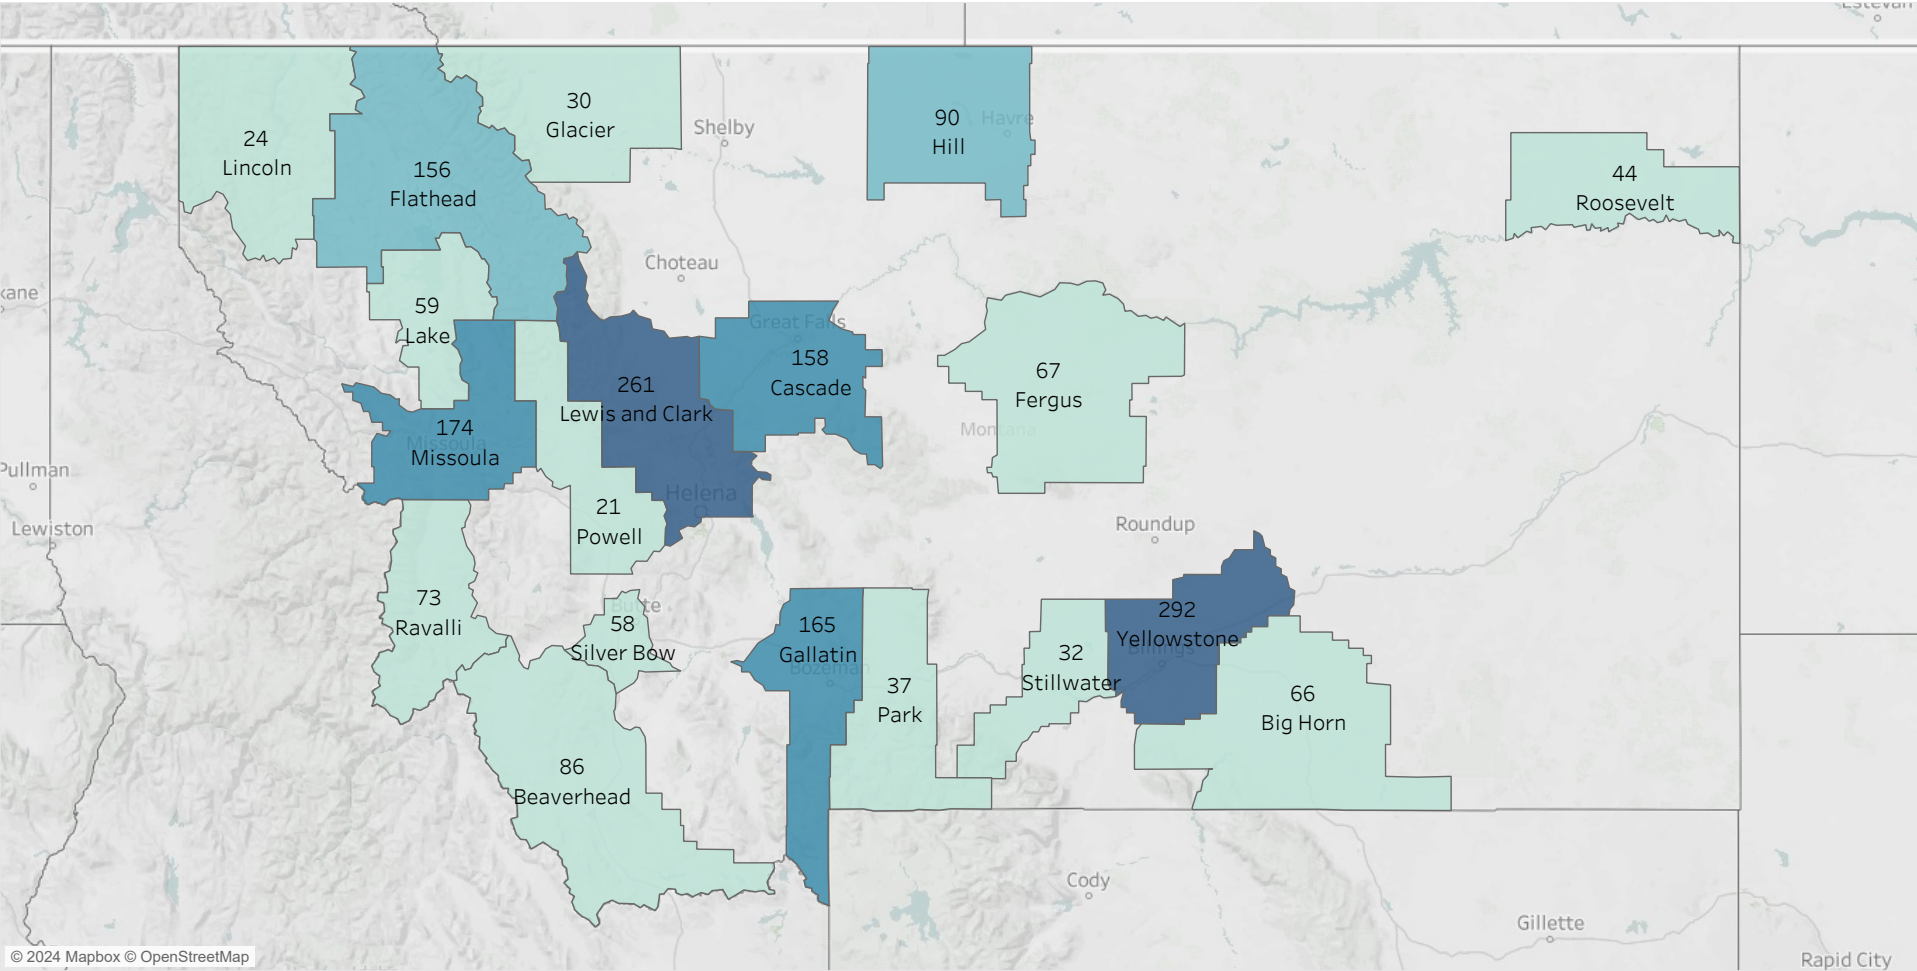 Estevan
30
Glacier
90
Hill
Havre
Shelby
24
Lincoln
156
Flathead
44
Roosevelt
Choteau
kane
59
Lake
Great Falls
158
Cascade
67
Fergus
Montana
261
Lewis and Clark
174
Missoula
Missoula
Pullman
Helena
21
Powell
Lewiston
Roundup
73
Ravalli
Butte
58
Silver Bow
165
Gallatin
Bozeman
292
Yellowstone
Billings
32
Stillwater
37
Park
66
Big Horn
86
Beaverhead
Cody
Gillette
Rapid City
© 2024 Mapbox © OpenStreetMap